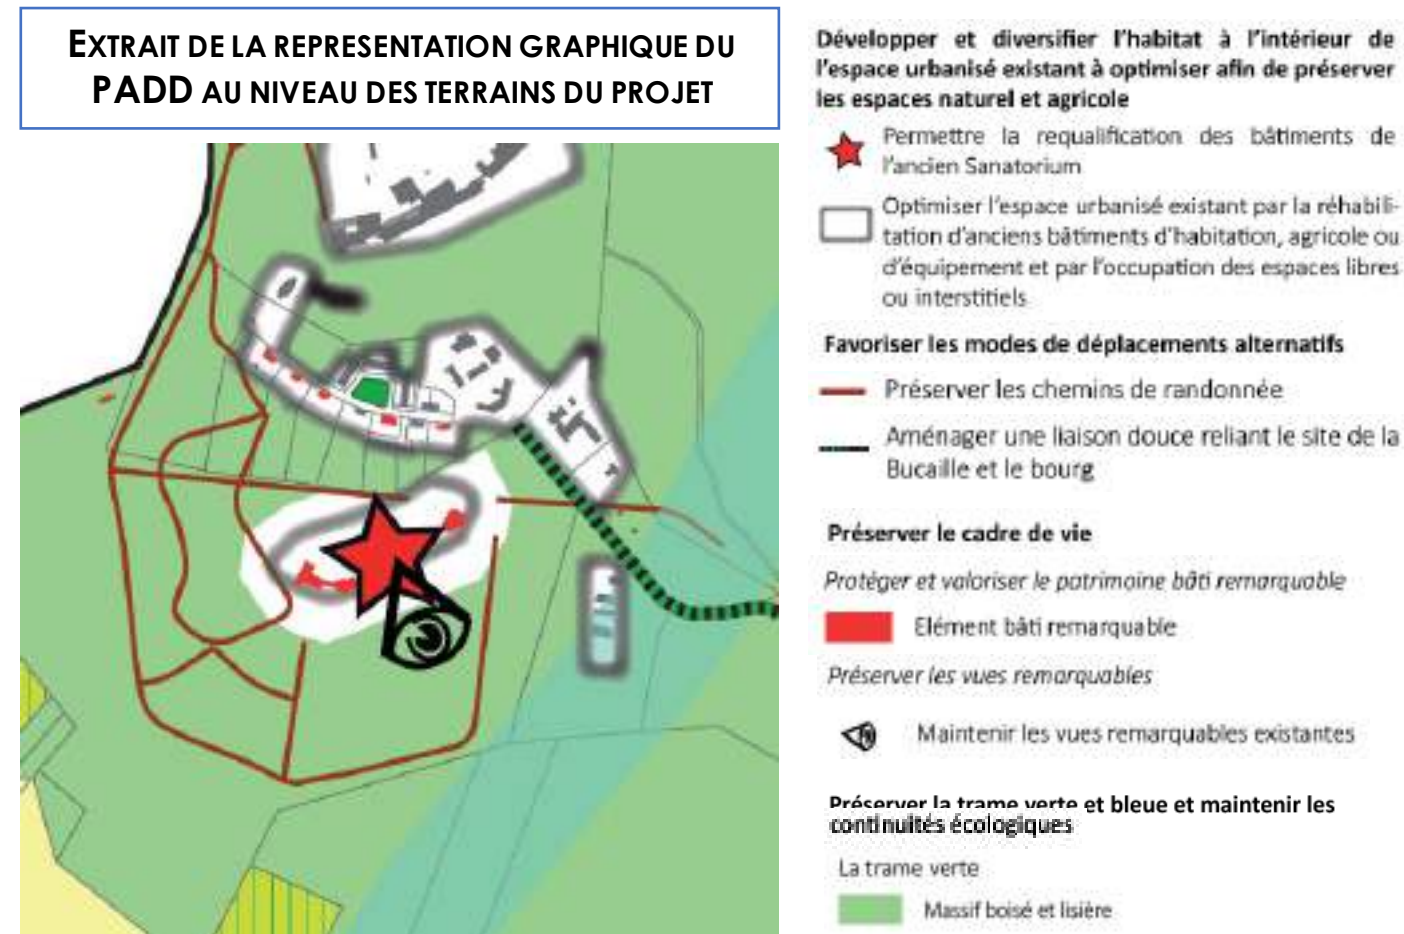 EXTRAIT DE LA REPRESENTATION GRAPHIQUE DU
PADD AU NIVEAU DES TERRAINS DU PROJET
Développer et diversifier l'habitat à l'intérieur de
l'espace urbanisé existant à optimiser afin de préserver
les espaces naturel et agricole
Permettre la requalification des bâtiments de
l'ancien Sanatorium
Optimiser l'espace urbanisé existant par la réhabili-
tation d'anciens bâtiments d'habitation, agricole ou
d'équipement et par l'occupation des espaces libres
ou interstitiels
Favoriser les modes de déplacements alternatifs
Préserver les chemins de randonnée
Aménager une liaison douce reliant le site de la
Bucaille et le bourg
Préserver le cadre de vie
Protéger et valoriser le patrimoine bâti remarquable
Elément bâti remarquable
Préserver les vues remarquables
Maintenir les vues remarquables existantes
Préserver la trame verte et bleue et maintenir les
continuités écologiques
La trame verte
Massif boisé et lisière